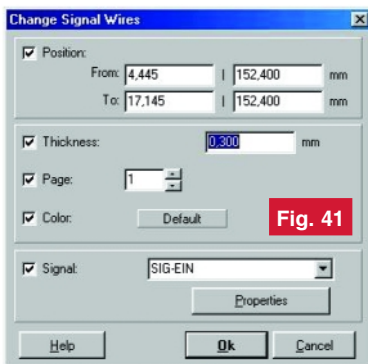 Change Signal Wires
Position:
From: 4,445 | 152,400 mm
To: 17,145 | 152,400 mm
Thickness: 0,300 mm
Page: 1
Color: Default
Fig. 41
Signal: SIG-EIN
Properties
Help Ok Cancel